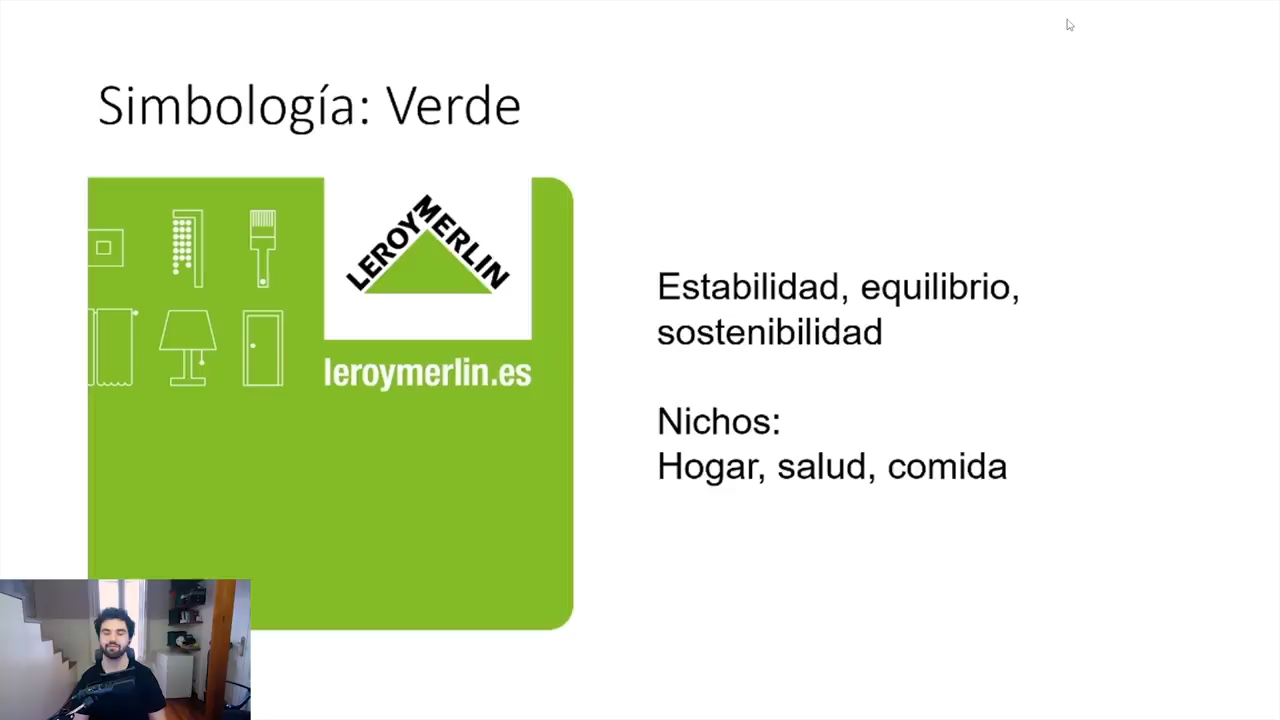 Simbología: Verde
LEROY MERLIN
leroymerlin.es
Estabilidad, equilibrio,
sostenibilidad
Nichos:
Hogar, salud, comida